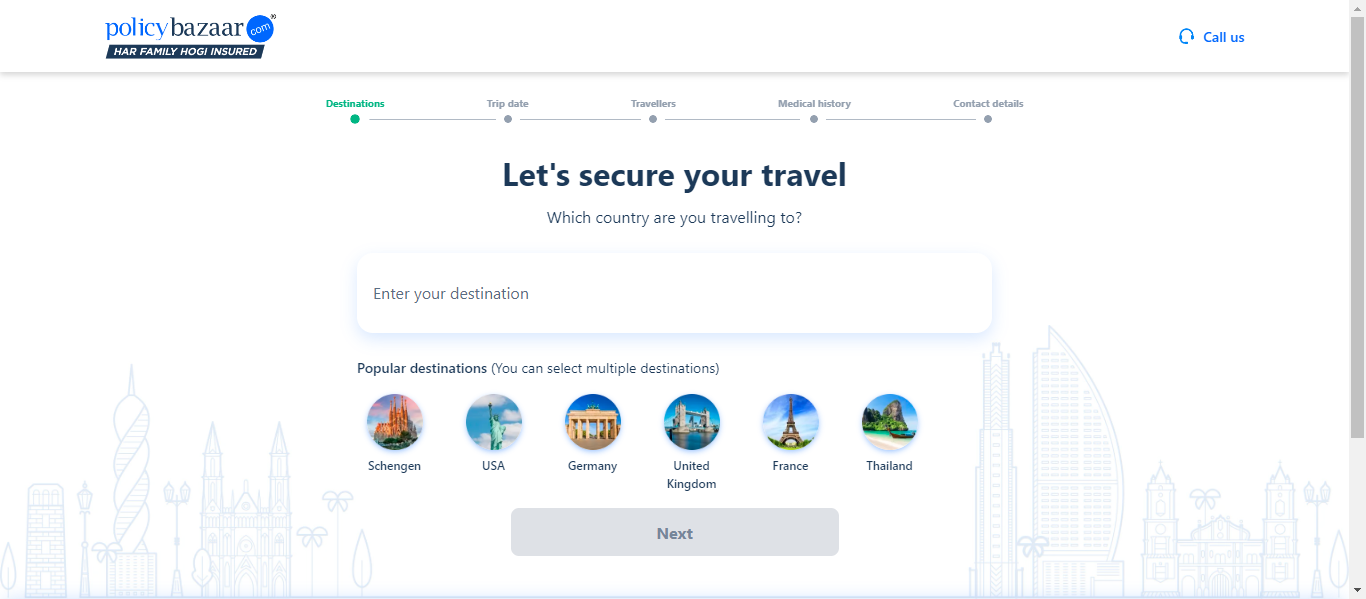 policybazaar.com®
HAR FAMILY HOGI INSURED
Call us
Destinations
Trip date
Travellers
Medical history
Contact details
Let's secure your travel
Which country are you travelling to?
Enter your destination
Popular destinations (You can select multiple destinations)
Schengen
USA
Germany
United
Kingdom
France
Thailand
Next